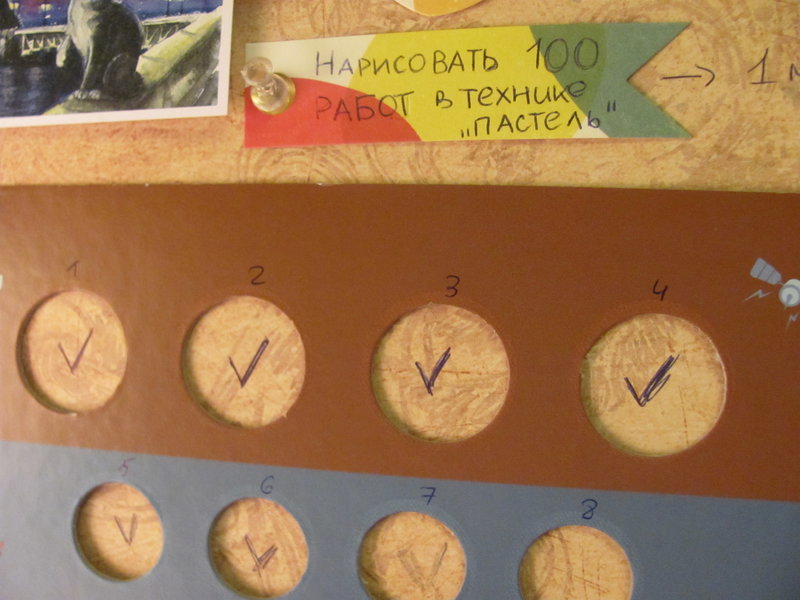 НАРИСОВАТЬ 100
РАБОТ В ТЕХНИКЕ
„ПАСТЕЛЬ"
→ 1
1 2 3 4
5 6 7 8